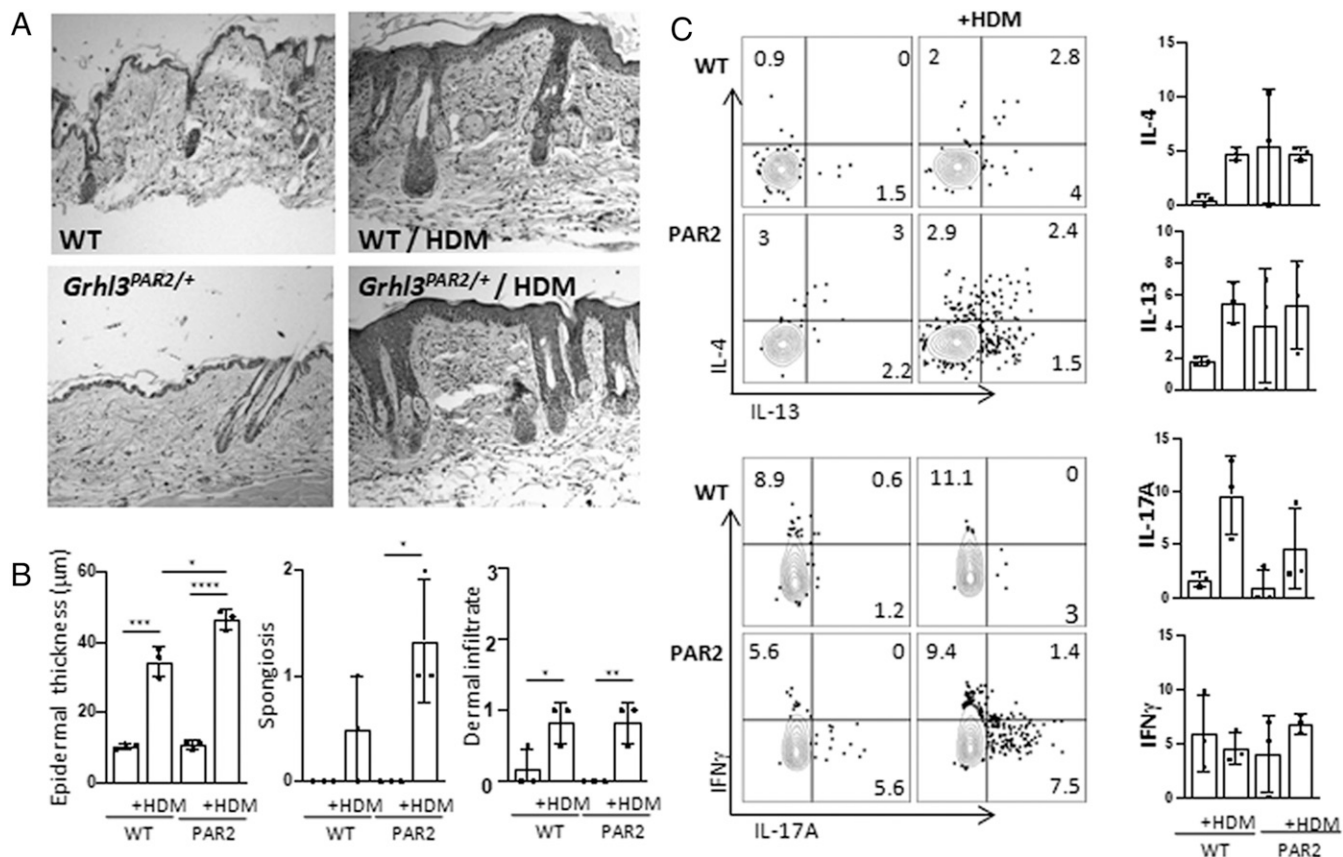 A
WT
WT / HDM
Grhl3PAR2/+
Grhl3PAR2/+ / HDM
B
Epidermal thickness (μm)
60
40
20
0
***
*
****
+HDM
+HDM
WT
PAR2
Spongiosis
2
1
0
*
+HDM
+HDM
WT
PAR2
Dermal infiltrate
3
2
1
0
*
**
+HDM
+HDM
WT
PAR2
C
+HDM
WT
0.9
0
1.5
2
2.8
4
PAR2
3
3
2.2
2.9
2.4
1.5
IL-4
IL-13
WT
8.9
0.6
1.2
11.1
0
3
PAR2
5.6
0
5.6
9.4
1.4
7.5
IFNγ
IL-17A
IL-4
15
10
5
0
IL-13
10
8
6
4
2
0
IL-17A
15
10
5
0
IFNγ
15
10
5
0
+HDM
+HDM
WT
PAR2